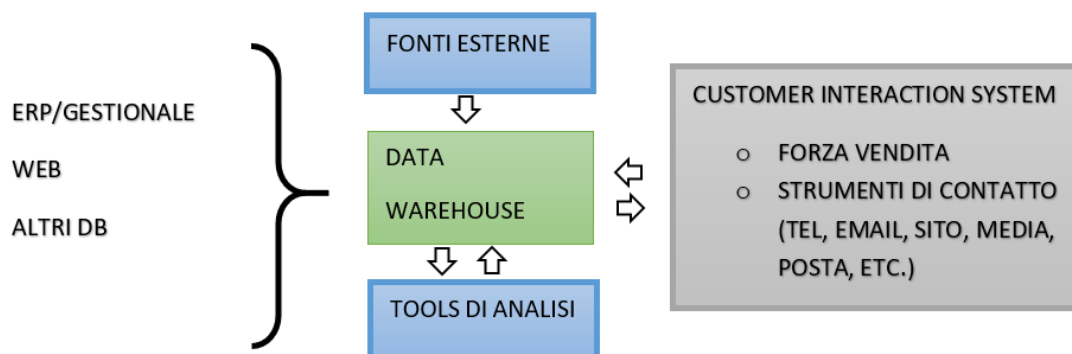 ERP/GESTIONALE
WEB
ALTRI DB
FONTI ESTERNE
DATA
WAREHOUSE
TOOLS DI ANALISI
CUSTOMER INTERACTION SYSTEM
o FORZA VENDITA
o STRUMENTI DI CONTATTO
(TEL, EMAIL, SITO, MEDIA,
POSTA, ETC.)